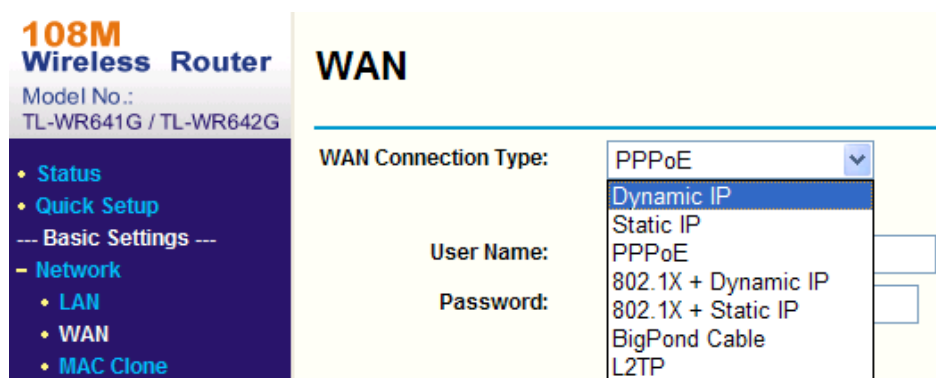 108M
Wireless Router
Model No.:
TL-WR641G / TL-WR642G
• Status
• Quick Setup
--- Basic Settings ---
– Network
• LAN
• WAN
• MAC Clone
WAN
WAN Connection Type:
PPPoE
Dynamic IP
Static IP
PPPoE
802.1X + Dynamic IP
802.1X + Static IP
BigPond Cable
L2TP
User Name:
Password: